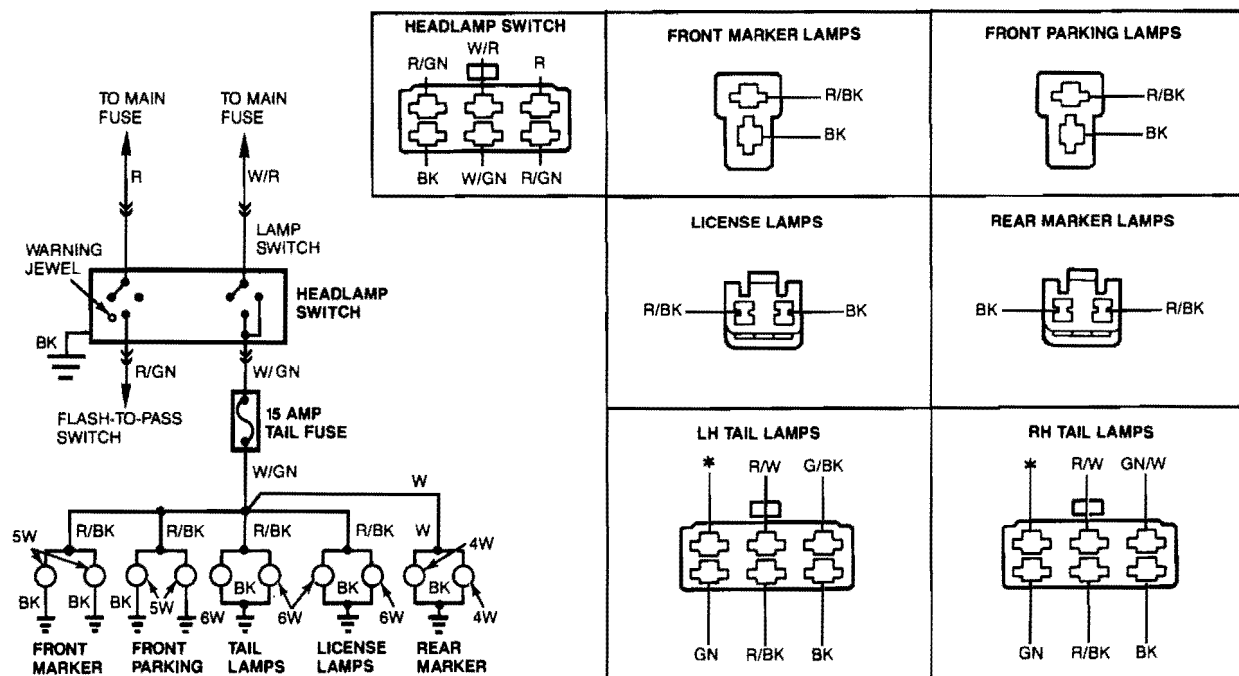 TO MAIN
FUSE
TO MAIN
FUSE
R
W/R
LAMP
SWITCH
WARNING
JEWEL
HEADLAMP
SWITCH
BK
R/GN
W/GN
FLASH-TO-PASS
SWITCH
15 AMP
TAIL FUSE
W/GN
W
R/BK
R/BK
R/BK
R/BK
W
5W
4W
BK
BK
BK
5W
BK
6W
6W
BK
6W
BK
4W
FRONT
MARKER
FRONT
PARKING
TAIL
LAMPS
LICENSE
LAMPS
REAR
MARKER
HEADLAMP SWITCH
R/GN
W/R
R
BK
W/GN
R/GN
FRONT MARKER LAMPS
R/BK
BK
FRONT PARKING LAMPS
R/BK
BK
LICENSE LAMPS
R/BK
BK
REAR MARKER LAMPS
BK
R/BK
LH TAIL LAMPS
*
R/W
G/BK
GN
R/BK
BK
RH TAIL LAMPS
*
R/W
GN/W
GN
R/BK
BK